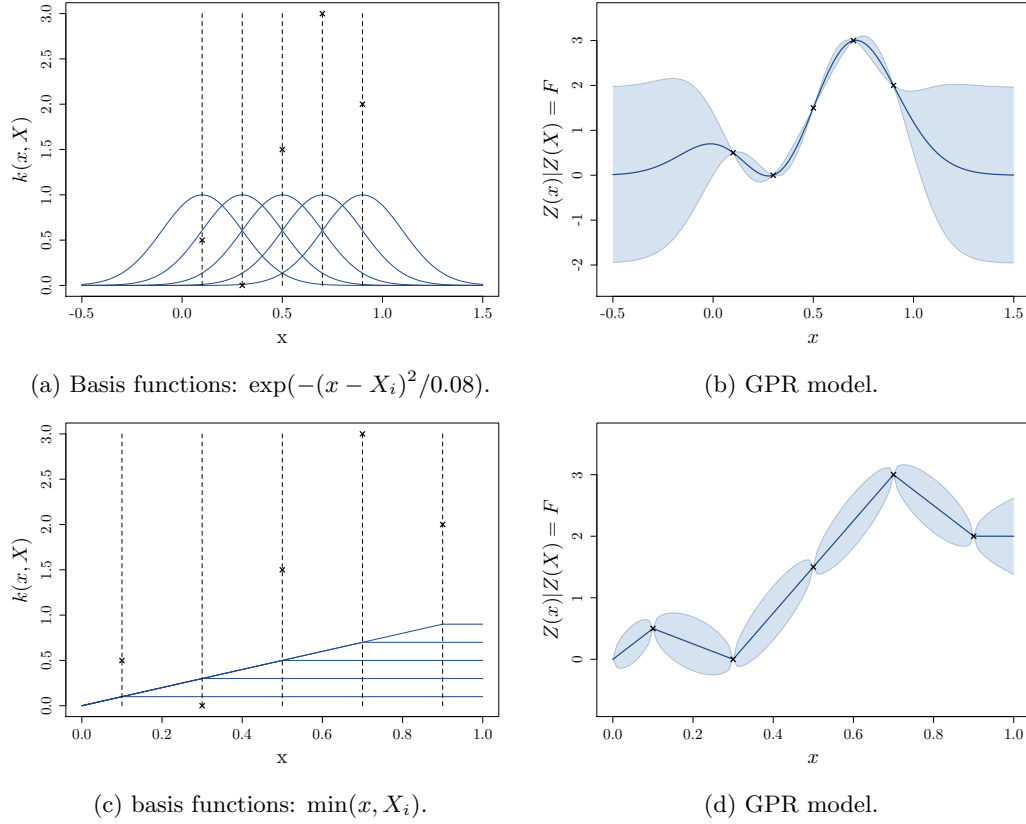 k(x, X)
0.0 0.5 1.0 1.5 2.0 2.5 3.0
-0.5 0.0 0.5 1.0 1.5
x
Z(x)|Z(X) = F
-2 -1 0 1 2 3
-0.5 0.0 0.5 1.0 1.5
x
(a) Basis functions: exp(−(x − X_i)²/0.08).
(b) GPR model.
k(x, X)
0.0 0.5 1.0 1.5 2.0 2.5 3.0
0.0 0.2 0.4 0.6 0.8 1.0
x
Z(x)|Z(X) = F
0 1 2 3
0.0 0.2 0.4 0.6 0.8 1.0
x
(c) basis functions: min(x, X_i).
(d) GPR model.